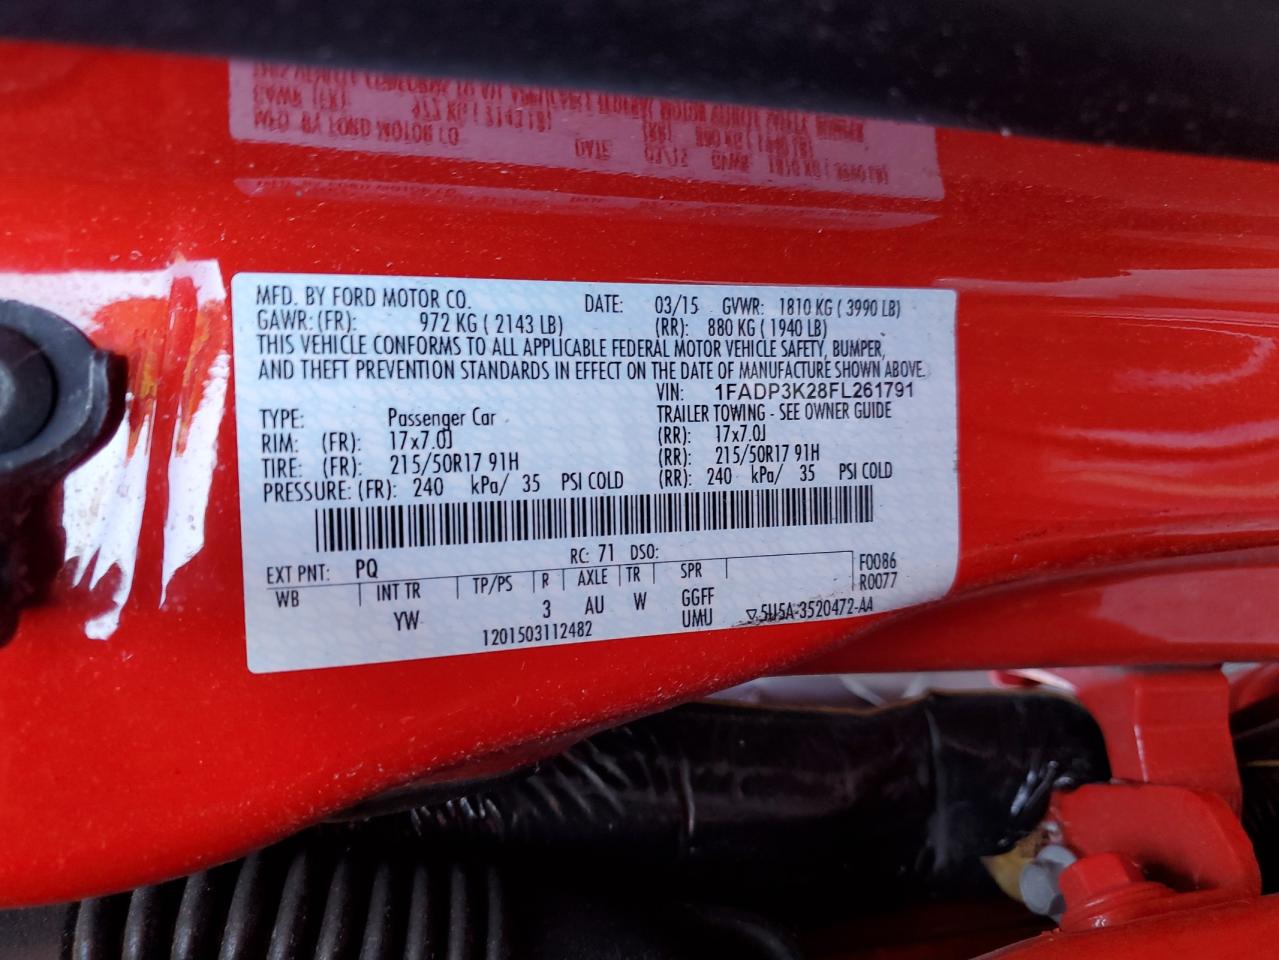 MFD. BY FORD MOTOR CO. DATE: 03/15 GVWR: 1810 KG ( 3990 LB)
GAWR: (FR): 972 KG ( 2143 LB) (RR): 880 KG ( 1940 LB)
THIS VEHICLE CONFORMS TO ALL APPLICABLE FEDERAL MOTOR VEHICLE SAFETY, BUMPER,
AND THEFT PREVENTION STANDARDS IN EFFECT ON THE DATE OF MANUFACTURE SHOWN ABOVE.
VIN: 1FADP3K28FL261791
TYPE: Passenger Car TRAILER TOWING - SEE OWNER GUIDE
RIM: (FR): 17x7.0J (RR): 17x7.0J
TIRE: (FR): 215/50R17 91H (RR): 215/50R17 91H
PRESSURE: (FR): 240 kPa/ 35 PSI COLD (RR): 240 kPa/ 35 PSI COLD
EXT PNT: PQ RC: 71 DSO: F0086
WB INT TR TP/PS R AXLE TR SPR R0077
YW 3 AU W GGFF
1201503112482 UMU ▽5U5A-3520472-AA